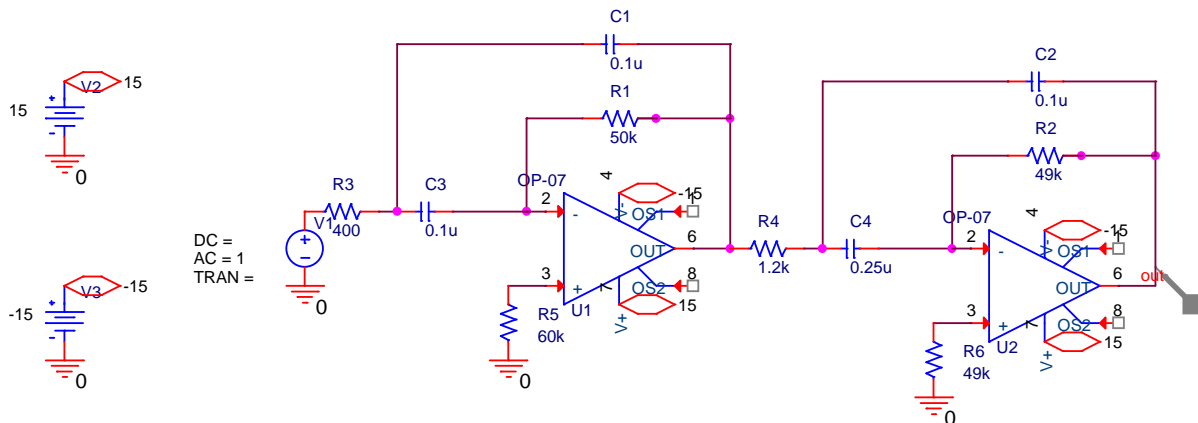 C1
0.1u
R1
50k
C2
0.1u
R2
49k
V2
15
15
0
R3
400
C3
0.1u
OP-07
4
-15
V-
OS1
1
2
-
6
OUT
3
+
7
OS2
8
U1
15
V+
V1
DC =
AC = 1
TRAN =
0
R5
60k
0
R4
1.2k
C4
0.25u
OP-07
4
-15
V-
OS1
1
2
-
6
OUT
out
3
+
7
OS2
8
U2
15
V+
R6
49k
0
V3
-15
-15
0